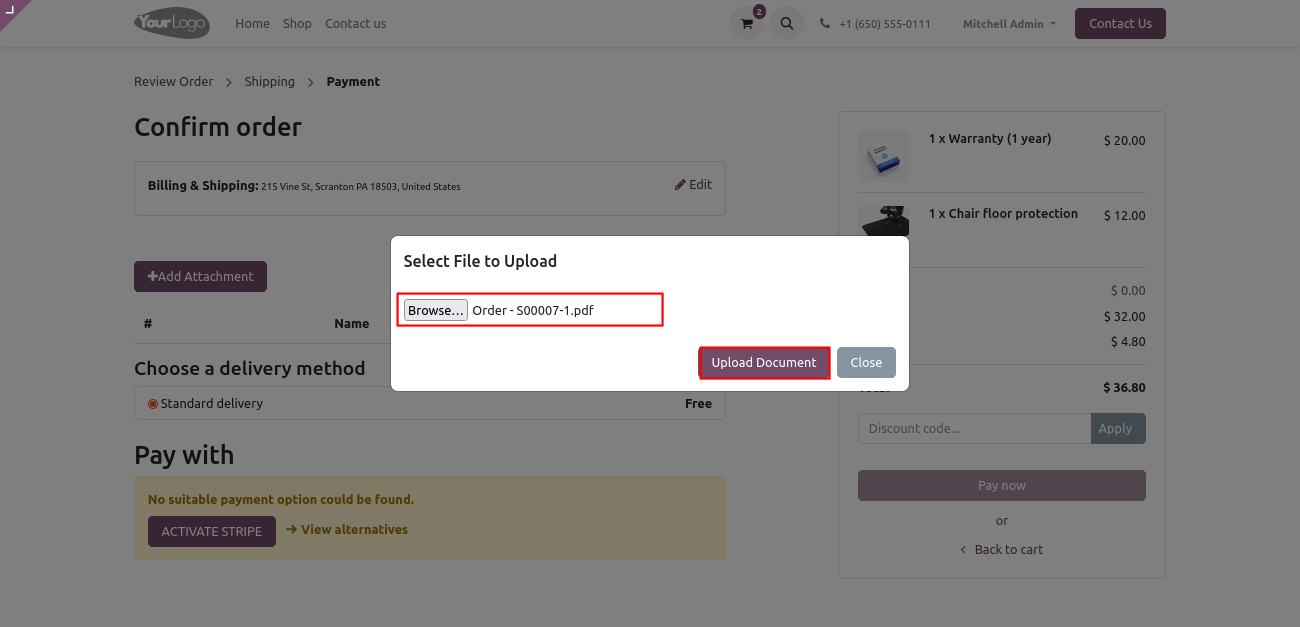 YourLogo
Home Shop Contact us
2
+1 (650) 555-0111
Mitchell Admin
Contact Us
Review Order > Shipping > Payment
Confirm order
Billing & Shipping: 215 Vine St, Scranton PA 18503, United States
Edit
Add Attachment
# Name
Choose a delivery method
Standard delivery Free
Pay with
No suitable payment option could be found.
ACTIVATE STRIPE → View alternatives
Select File to Upload
Browse... Order - S00007-1.pdf
Upload Document Close
1 x Warranty (1 year) $ 20.00
1 x Chair floor protection $ 12.00
$ 0.00
$ 32.00
$ 4.80
$ 36.80
Discount code... Apply
Pay now
or
< Back to cart